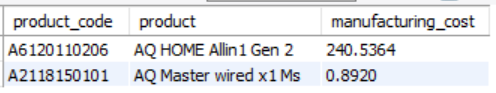 product_code product manufacturing_cost
A6120110206 AQ HOME Allin1 Gen 2 240.5364
A2118150101 AQ Master wired x1 Ms 0.8920